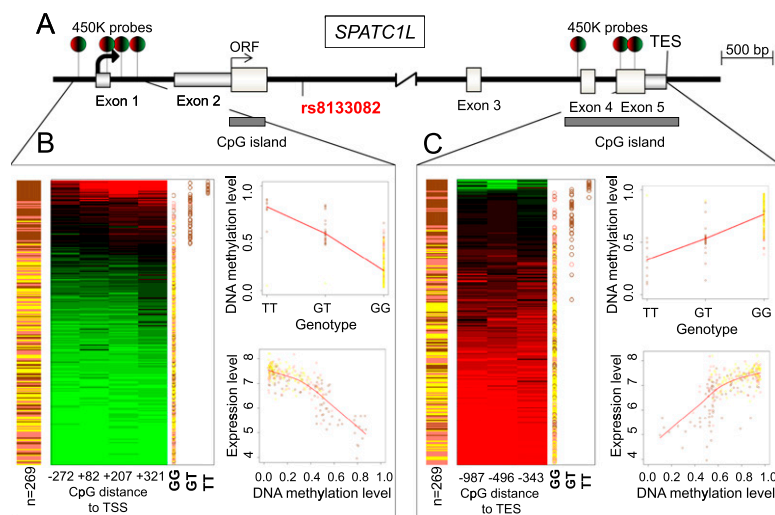 A
450K probes
SPATC1L
450K probes
ORF
TES
500 bp
Exon 1
Exon 2
rs8133082
Exon 3
Exon 4
Exon 5
CpG island
CpG island
B
DNA methylation level
0.0 0.5 1.0
TT GT GG
Genotype
Expression level
4 5 6 7 8
0.0 0.2 0.4 0.6 0.8 1.0
DNA methylation level
n=269
-272 +82 +207 +321
CpG distance
to TSS
GG GT TT
C
DNA methylation level
0.0 0.5 1.0
TT GT GG
Genotype
Expression level
4 5 6 7 8
0.0 0.2 0.4 0.6 0.8 1.0
DNA methylation level
n=269
-987 -496 -343
CpG distance
to TES
GG GT TT